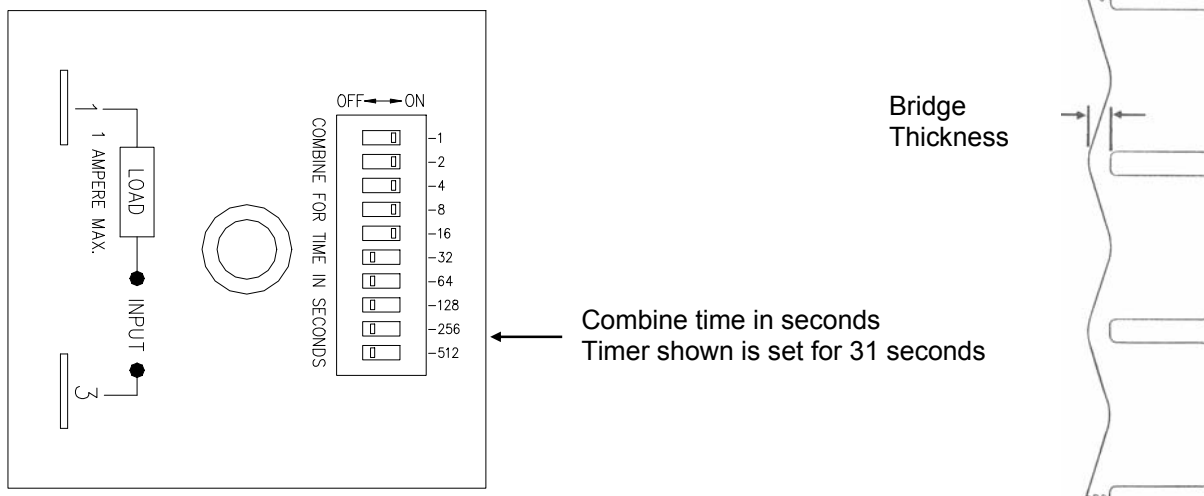 OFF ON
COMBINE FOR TIME IN SECONDS
-1
-2
-4
-8
-16
-32
-64
-128
-256
-512
1
1 AMPERE MAX.
LOAD
INPUT
3
Combine time in seconds
Timer shown is set for 31 seconds
Bridge
Thickness